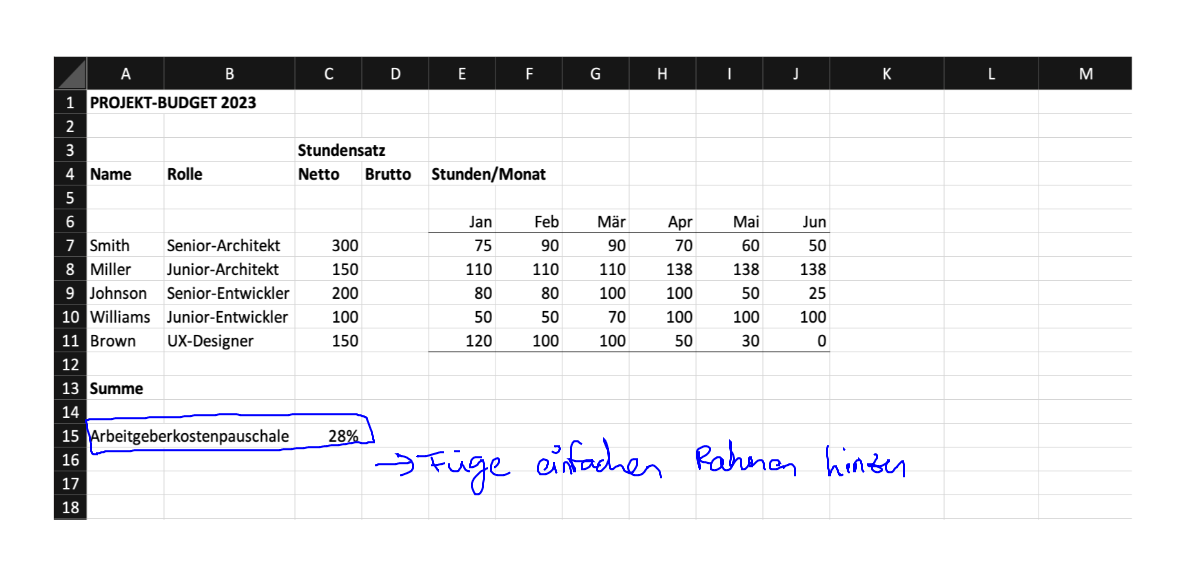 A B C D E F G H I J K L M
1 PROJEKT-BUDGET 2023
2
3 Stundensatz
4 Name Rolle Netto Brutto Stunden/Monat
5
6 Jan Feb Mär Apr Mai Jun
7 Smith Senior-Architekt 300 75 90 90 70 60 50
8 Miller Junior-Architekt 150 110 110 110 138 138 138
9 Johnson Senior-Entwickler 200 80 80 100 100 50 25
10 Williams Junior-Entwickler 100 50 50 70 100 100 100
11 Brown UX-Designer 150 120 100 100 50 30 0
12
13 Summe
14
15 Arbeitgeberkostenpauschale 28%
16 → Füge einfachen Rahmen hinzu
17
18